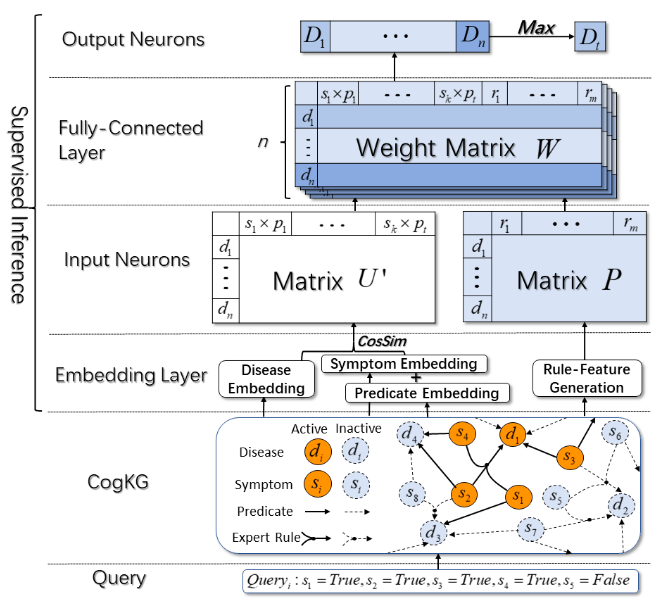 Output Neurons
D_1 ... D_n Max D_t
Supervised Inference
Fully-Connected Layer
n
s_1×p_1 ... s_k×p_t r_1 ... r_m
d_1
Weight Matrix W
d_n
Input Neurons
s_1×p_1 ... s_k×p_t
d_1
Matrix U'
d_n
r_1 ... r_m
d_1
Matrix P
d_n
CosSim
Embedding Layer
Disease Embedding
Symptom Embedding
+
Predicate Embedding
Rule-Feature Generation
CogKG
Active Inactive
Disease d_i d_i
Symptom s_i s_i
Predicate
Expert Rule
d_4 s_4 d_1 s_6
s_3
s_8 s_2 s_1 s_5 d_2
d_3 s_7
Query
Query_i : s_1 = True, s_2 = True, s_3 = True, s_4 = True, s_5 = False